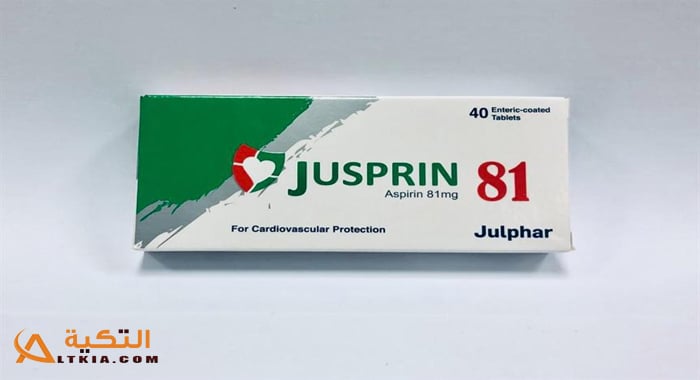 40 Enteric-coated
Tablets
JUSPRIN 81
Aspirin 81mg
For Cardiovascular Protection
Julphar
التكية
ALTKIA.COM